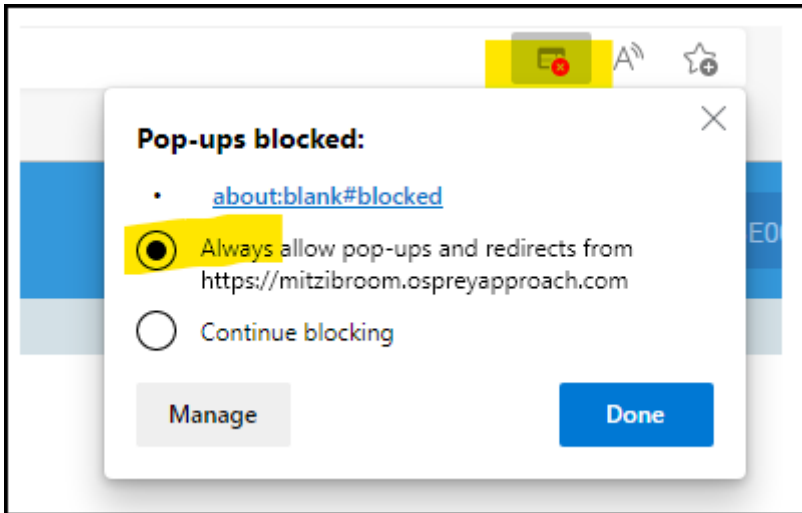 Pop-ups blocked:
about:blank#blocked
E0
Always allow pop-ups and redirects from
https://mitzibroom.ospreyapproach.com
Continue blocking
Manage
Done